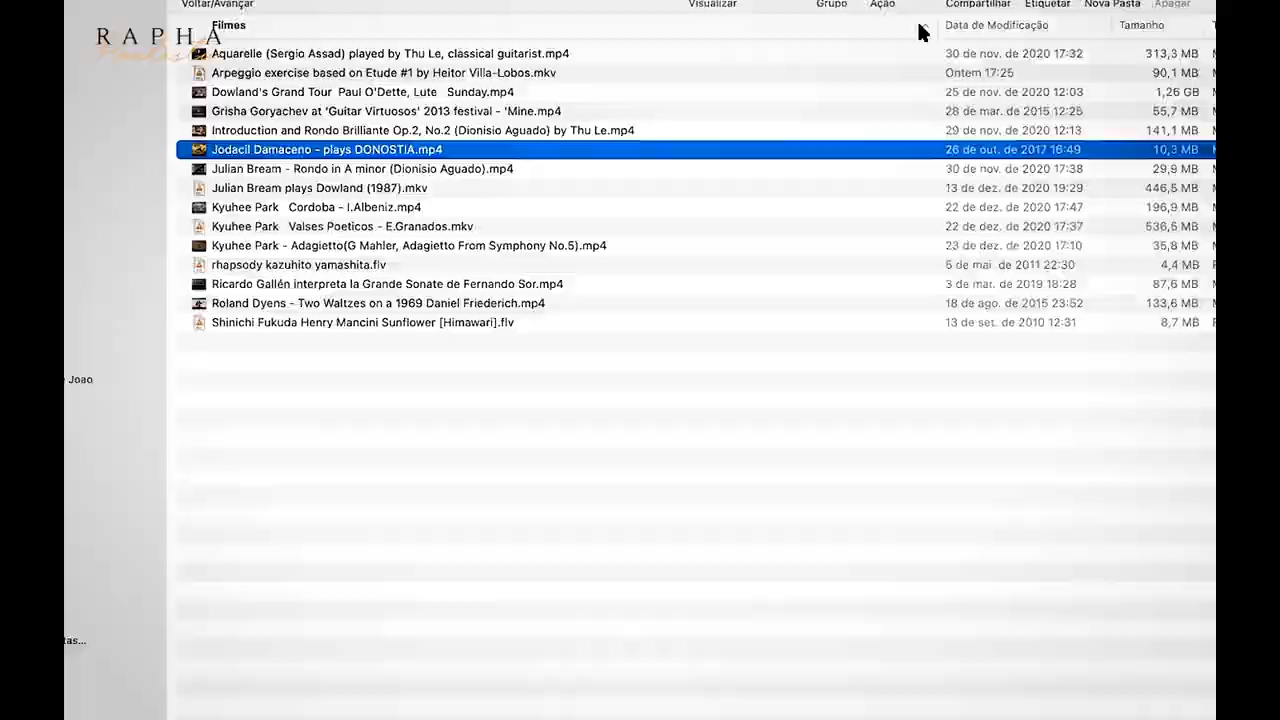 Voltar/Avançar Visualizar Grupo Ação Compartilhar Etiquetar Nova Pasta Apagar
Filmes Data de Modificação Tamanho
RAPHA
Aquarelle (Sergio Assad) played by Thu Le, classical guitarist.mp4 30 de nov. de 2020 17:32 313,3 MB
Arpeggio exercise based on Etude #1 by Heitor Villa-Lobos.mkv Ontem 17:25 90,1 MB
Dowland's Grand Tour Paul O'Dette, Lute Sunday.mp4 25 de nov. de 2020 12:03 1,26 GB
Grisha Goryachev at 'Guitar Virtuosos' 2013 festival - 'Mine.mp4 28 de mar. de 2015 12:25 55,7 MB
Introduction and Rondo Brilliante Op.2, No.2 (Dionisio Aguado) by Thu Le.mp4 29 de nov. de 2020 12:13 141,1 MB
Jodacil Damaceno - plays DONOSTIA.mp4 26 de out. de 2017 16:49 10,3 MB
Julian Bream - Rondo in A minor (Dionisio Aguado).mp4 30 de nov. de 2020 17:38 29,9 MB
Julian Bream plays Dowland (1987).mkv 13 de dez. de 2020 19:29 446,5 MB
Kyuhee Park Cordoba - I.Albeniz.mp4 22 de dez. de 2020 17:47 196,9 MB
Kyuhee Park Valses Poeticos - E.Granados.mkv 22 de dez. de 2020 17:37 536,5 MB
Kyuhee Park - Adagietto(G Mahler, Adagietto From Symphony No.5).mp4 23 de dez. de 2020 17:10 35,8 MB
rhapsody kazuhito yamashita.flv 5 de mai. de 2011 22:30 4,4 MB
Ricardo Gallén interpreta la Grande Sonate de Fernando Sor.mp4 3 de mar. de 2019 18:28 87,6 MB
Roland Dyens - Two Waltzes on a 1969 Daniel Friederich.mp4 18 de ago. de 2015 23:52 133,6 MB
Shinichi Fukuda Henry Mancini Sunflower [Himawari].flv 13 de set. de 2010 12:31 8,7 MB
Joao
tas...